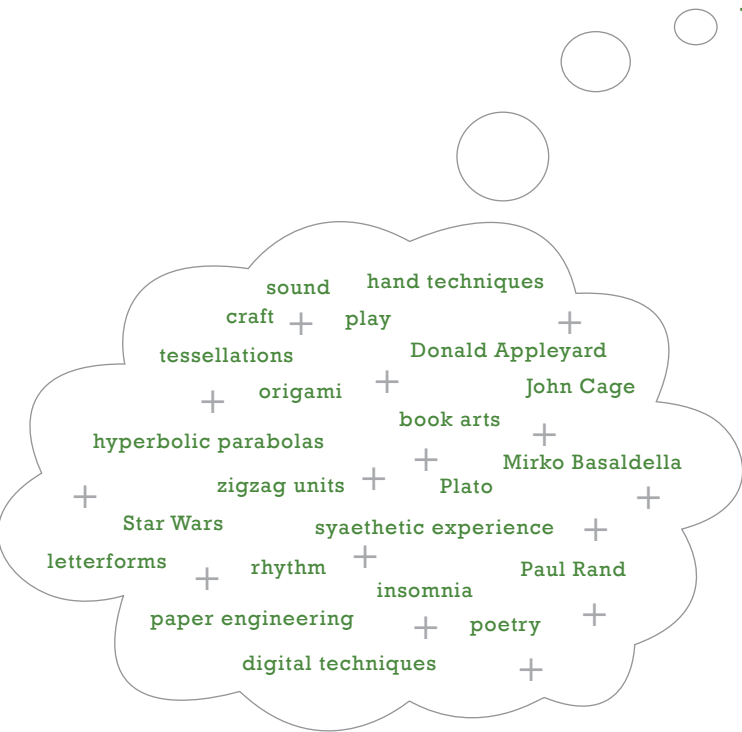 sound
hand techniques
craft
play
tessellations
Donald Appleyard
origami
John Cage
book arts
hyperbolic parabolas
Mirko Basaldella
zigzag units
Plato
Star Wars
syaethetic experience
letterforms
rhythm
Paul Rand
insomnia
paper engineering
poetry
digital techniques